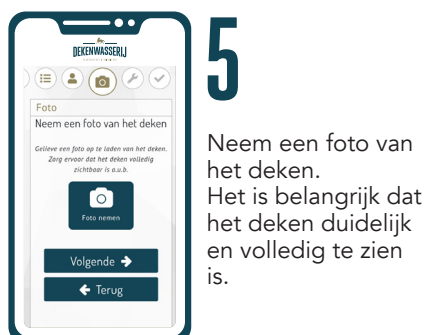 DEKENWASSERIJ
Foto
Neem een foto van het deken
Gelieve een foto op te laden van het deken.
Zorg ervoor dat het deken volledig
zichtbaar is a.u.b.
Foto nemen
Volgende
Terug
5
Neem een foto van
het deken.
Het is belangrijk dat
het deken duidelijk
en volledig te zien
is.